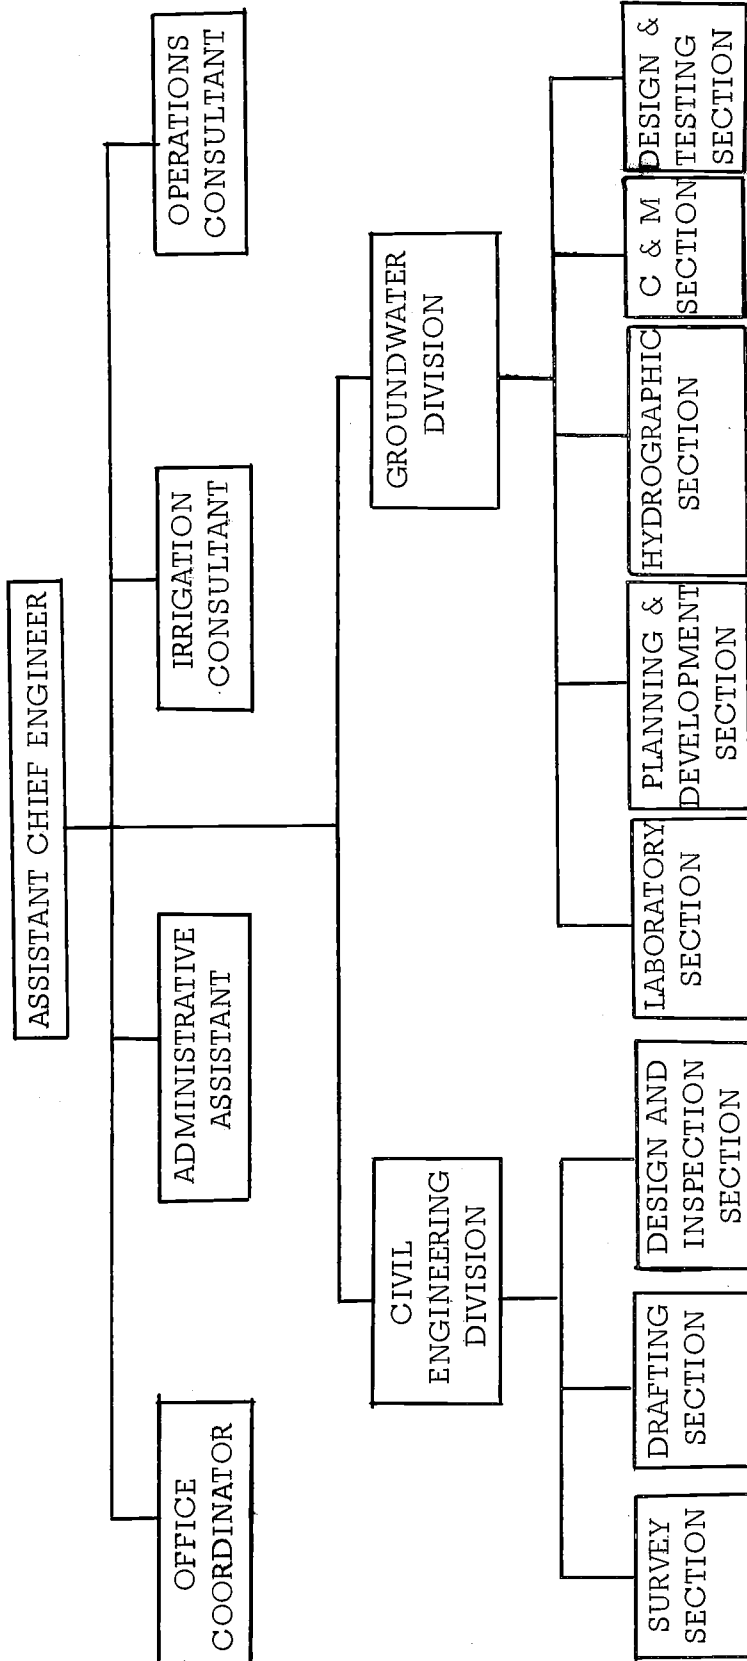 ASSISTANT CHIEF ENGINEER
OFFICE
COORDINATOR
ADMINISTRATIVE
ASSISTANT
IRRIGATION
CONSULTANT
OPERATIONS
CONSULTANT
CIVIL
ENGINEERING
DIVISION
GROUNDWATER
DIVISION
SURVEY
SECTION
DRAFTING
SECTION
DESIGN AND
INSPECTION
SECTION
LABORATORY
SECTION
PLANNING &
DEVELOPMENT
SECTION
HYDROGRAPHIC
SECTION
C & M
SECTION
DESIGN &
TESTING
SECTION